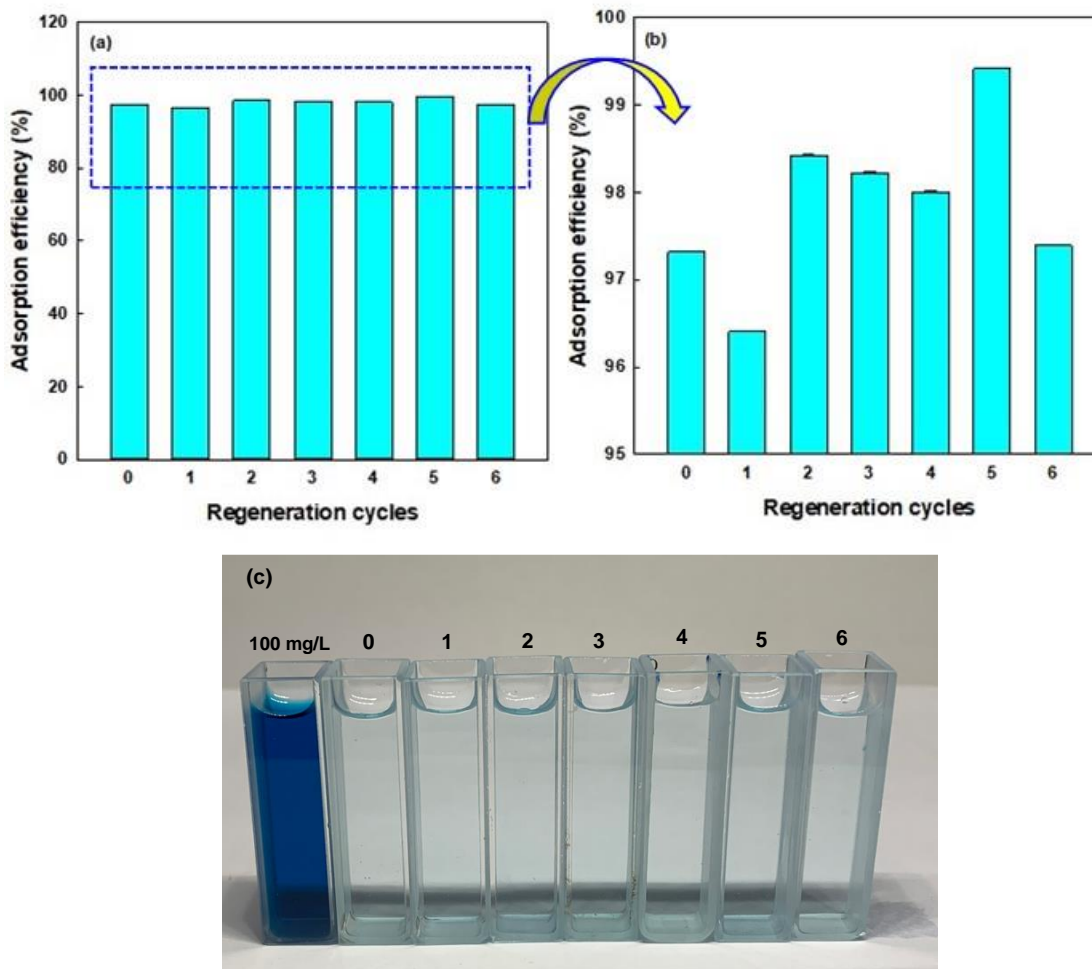 (a)
Adsorption efficiency (%)
120
100
80
60
40
20
0
0 1 2 3 4 5 6
Regeneration cycles
(b)
Adsorption efficiency (%)
100
99
98
97
96
95
0 1 2 3 4 5 6
Regeneration cycles
(c)
100 mg/L 0 1 2 3 4 5 6